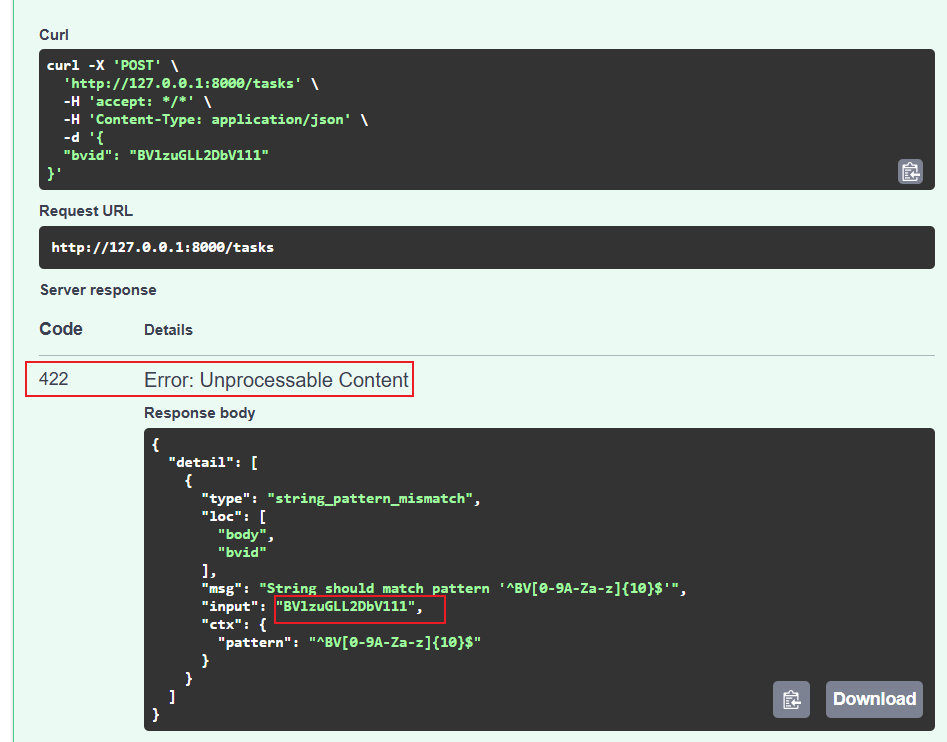 Curl
curl -X 'POST' \
'http://127.0.0.1:8000/tasks' \
-H 'accept: */*' \
-H 'Content-Type: application/json' \
-d '{
"bvid": "BV1zuGLL2DbV111"
}'
Request URL
http://127.0.0.1:8000/tasks
Server response
Code Details
422 Error: Unprocessable Content
Response body
{
"detail": [
{
"type": "string_pattern_mismatch",
"loc": [
"body",
"bvid"
],
"msg": "String should match pattern '^BV[0-9A-Za-z]{10}$'",
"input": "BV1zuGLL2DbV111",
"ctx": {
"pattern": "^BV[0-9A-Za-z]{10}$"
}
}
]
}
Download